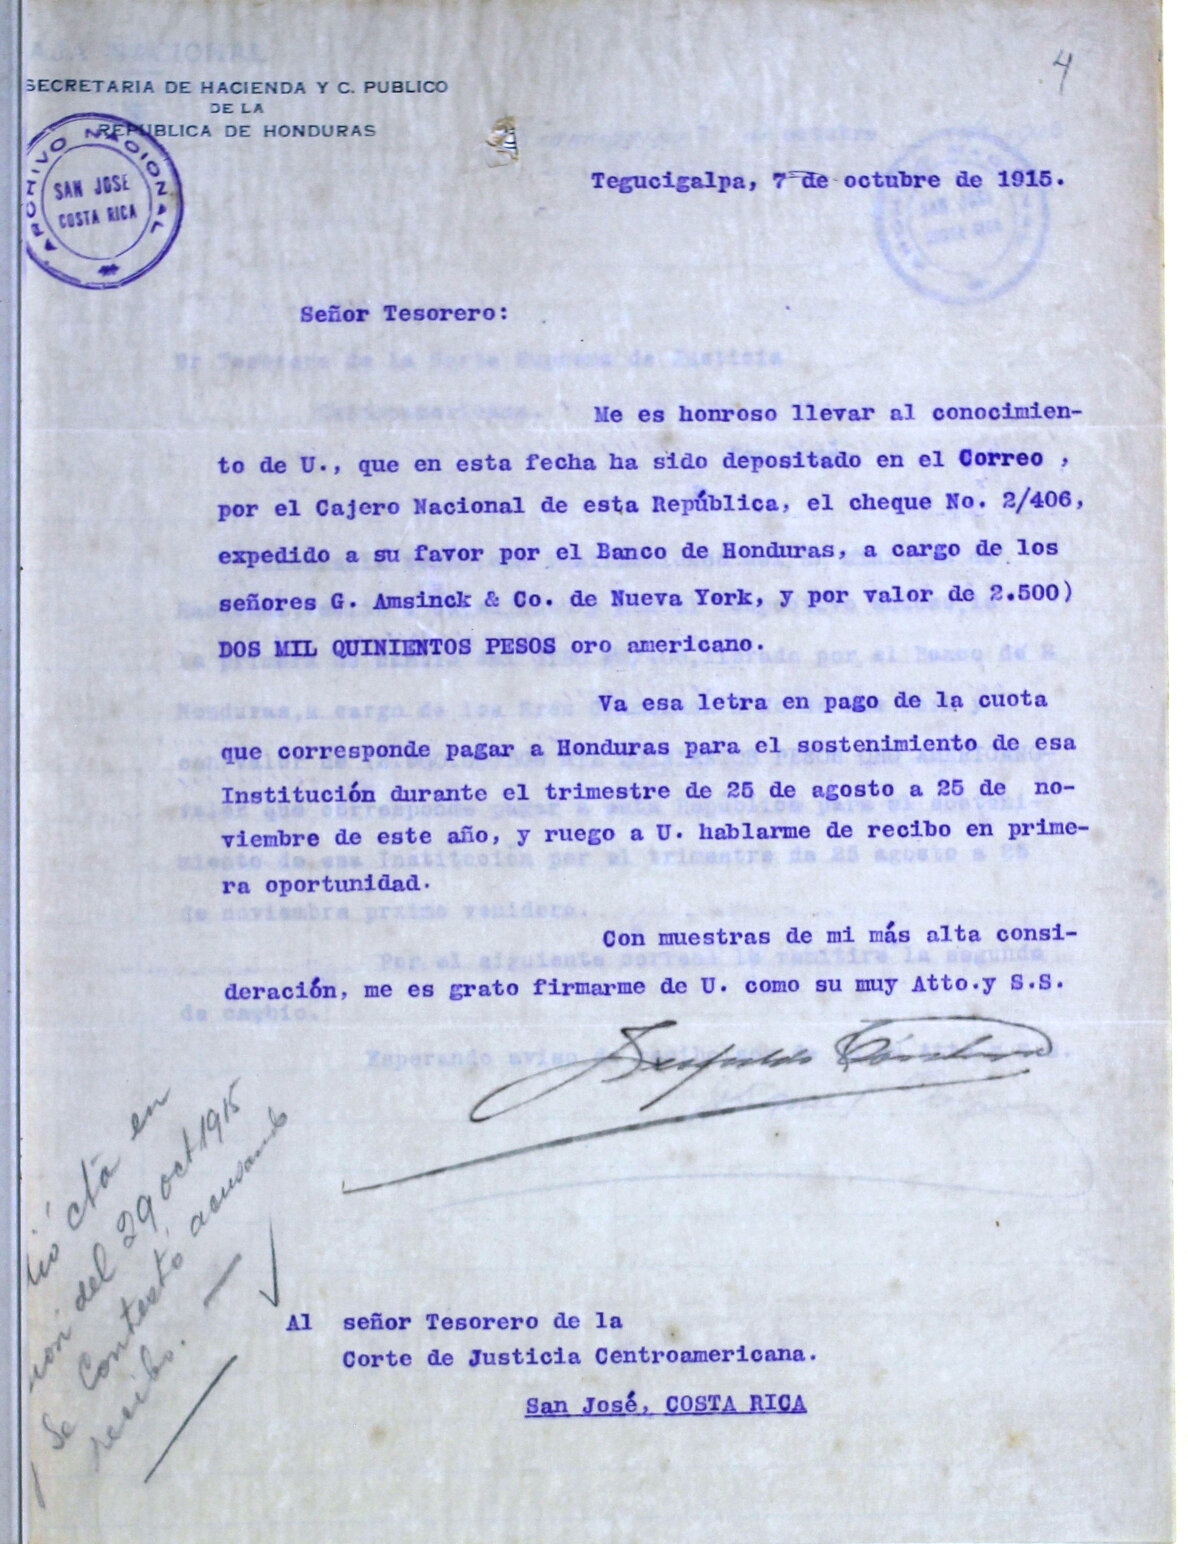 4
SECRETARIA DE HACIENDA Y C. PUBLICO
DE LA
REPUBLICA DE HONDURAS
ARCHIVO NACIONAL
SAN JOSE
COSTA RICA
Tegucigalpa, 7 de octubre de 1915.
Señor Tesorero:
Me es honroso llevar al conocimien-
to de U., que en esta fecha ha sido depositado en el Correo ,
por el Cajero Nacional de esta República, el cheque No. 2/406,
expedido a su favor por el Banco de Honduras, a cargo de los
señores G. Amsinck & Co. de Nueva York, y por valor de 2.500)
DOS MIL QUINIENTOS PESOS oro americano.
Va esa letra en pago de la cuota
que corresponde pagar a Honduras para el sostenimiento de esa
Institución durante el trimestre de 25 de agosto a 25 de no-
viembre de este año, y ruego a U. hablarme de recibo en prime-
ra oportunidad.
Con muestras de mi más alta consi-
deración, me es grato firmarme de U. como su muy Atto.y S.S.
dió cta en
del 29 oct 1915
Se contestó acusando
recibo.
Al señor Tesorero de la
Corte de Justicia Centroamericana.
San José, COSTA RICA